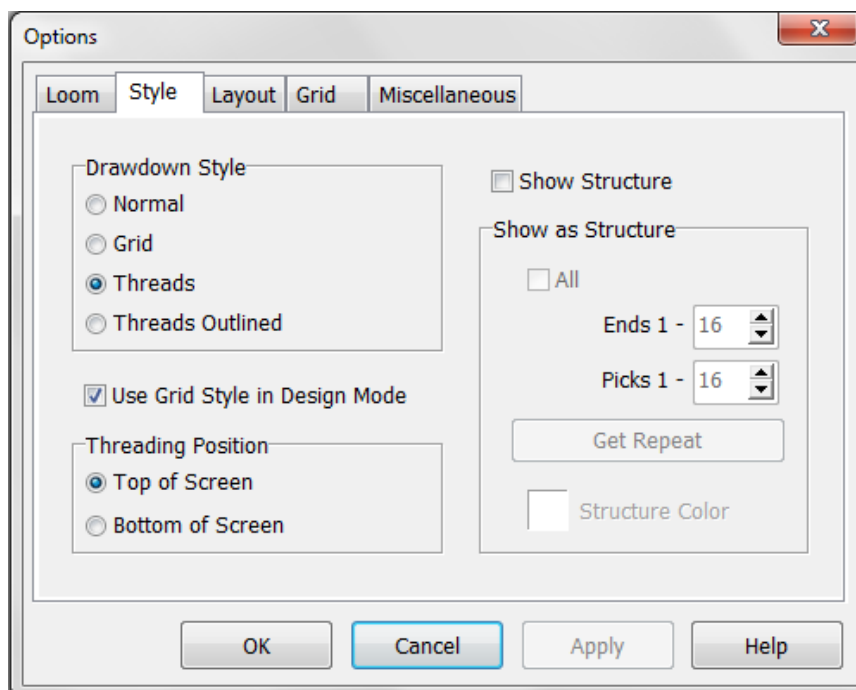 Options
Loom Style Layout Grid Miscellaneous
Drawdown Style
Normal
Grid
Threads
Threads Outlined
Use Grid Style in Design Mode
Threading Position
Top of Screen
Bottom of Screen
Show Structure
Show as Structure
All
Ends 1 - 16
Picks 1 - 16
Get Repeat
Structure Color
OK Cancel Apply Help